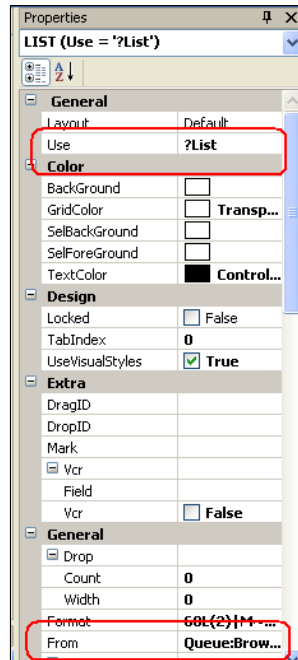 Properties
LIST (Use = '?List')
General
Layout Default
Use ?List
Color
BackGround
GridColor Transp...
SelBackGround
SelForeGround
TextColor Control...
Design
Locked False
TabIndex 0
UseVisualStyles True
Extra
DragID
DropID
Mark
Vcr
Field
Vcr False
General
Drop
Count 0
Width 0
Format 60L(2)|M~...
From Queue:Brow...